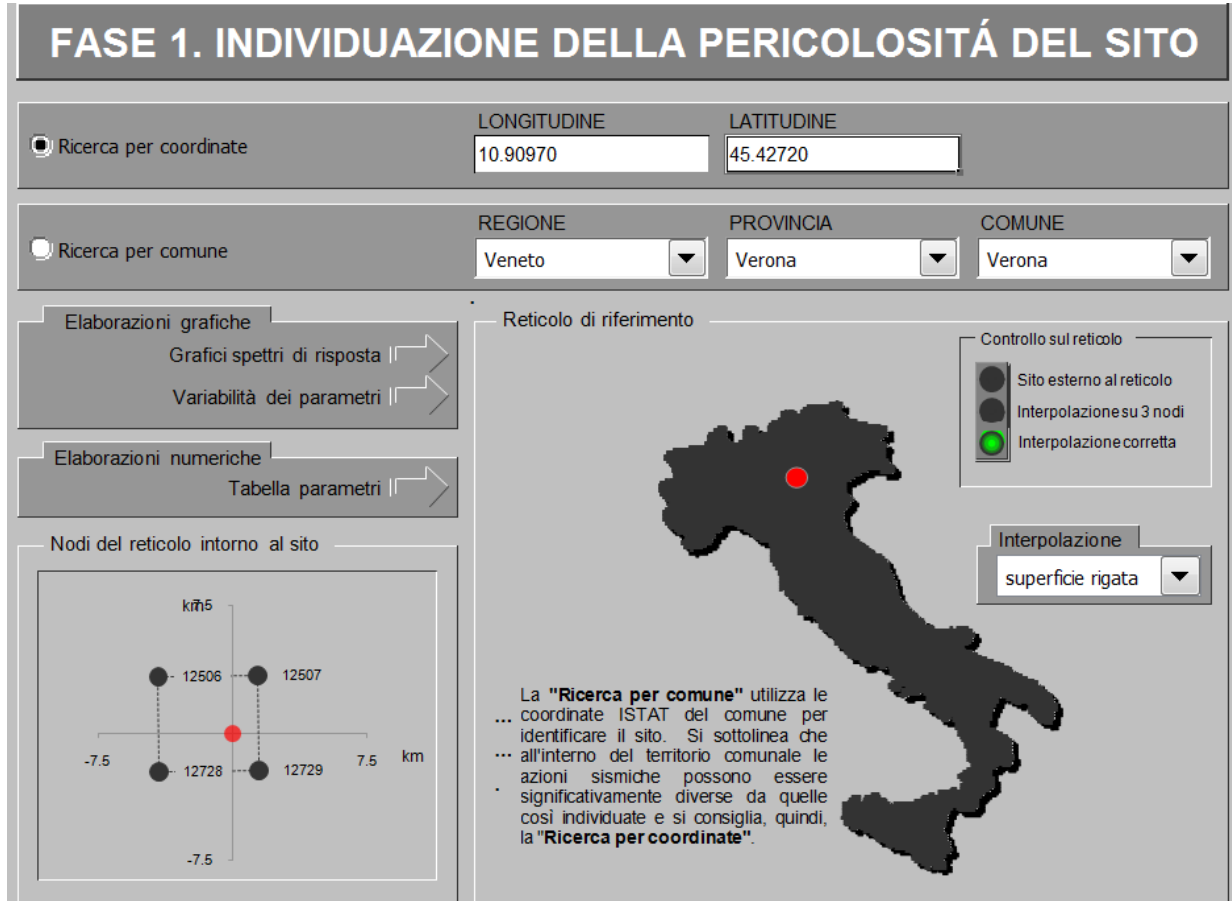 FASE 1. INDIVIDUAZIONE DELLA PERICOLOSITÁ DEL SITO
Ricerca per coordinate
LONGITUDINE
10.90970
LATITUDINE
45.42720
Ricerca per comune
REGIONE
Veneto
PROVINCIA
Verona
COMUNE
Verona
Elaborazioni grafiche
Grafici spettri di risposta
Variabilità dei parametri
Elaborazioni numeriche
Tabella parametri
Nodi del reticolo intorno al sito
km
7.5
12506
12507
-7.5
7.5
km
12728
12729
-7.5
Reticolo di riferimento
Controllo sul reticolo
Sito esterno al reticolo
Interpolazione su 3 nodi
Interpolazione corretta
Interpolazione
superficie rigata
La "Ricerca per comune" utilizza le
... coordinate ISTAT del comune per
identificare il sito. Si sottolinea che
... all'interno del territorio comunale le
azioni sismiche possono essere
significativamente diverse da quelle
così individuate e si consiglia, quindi,
la "Ricerca per coordinate".